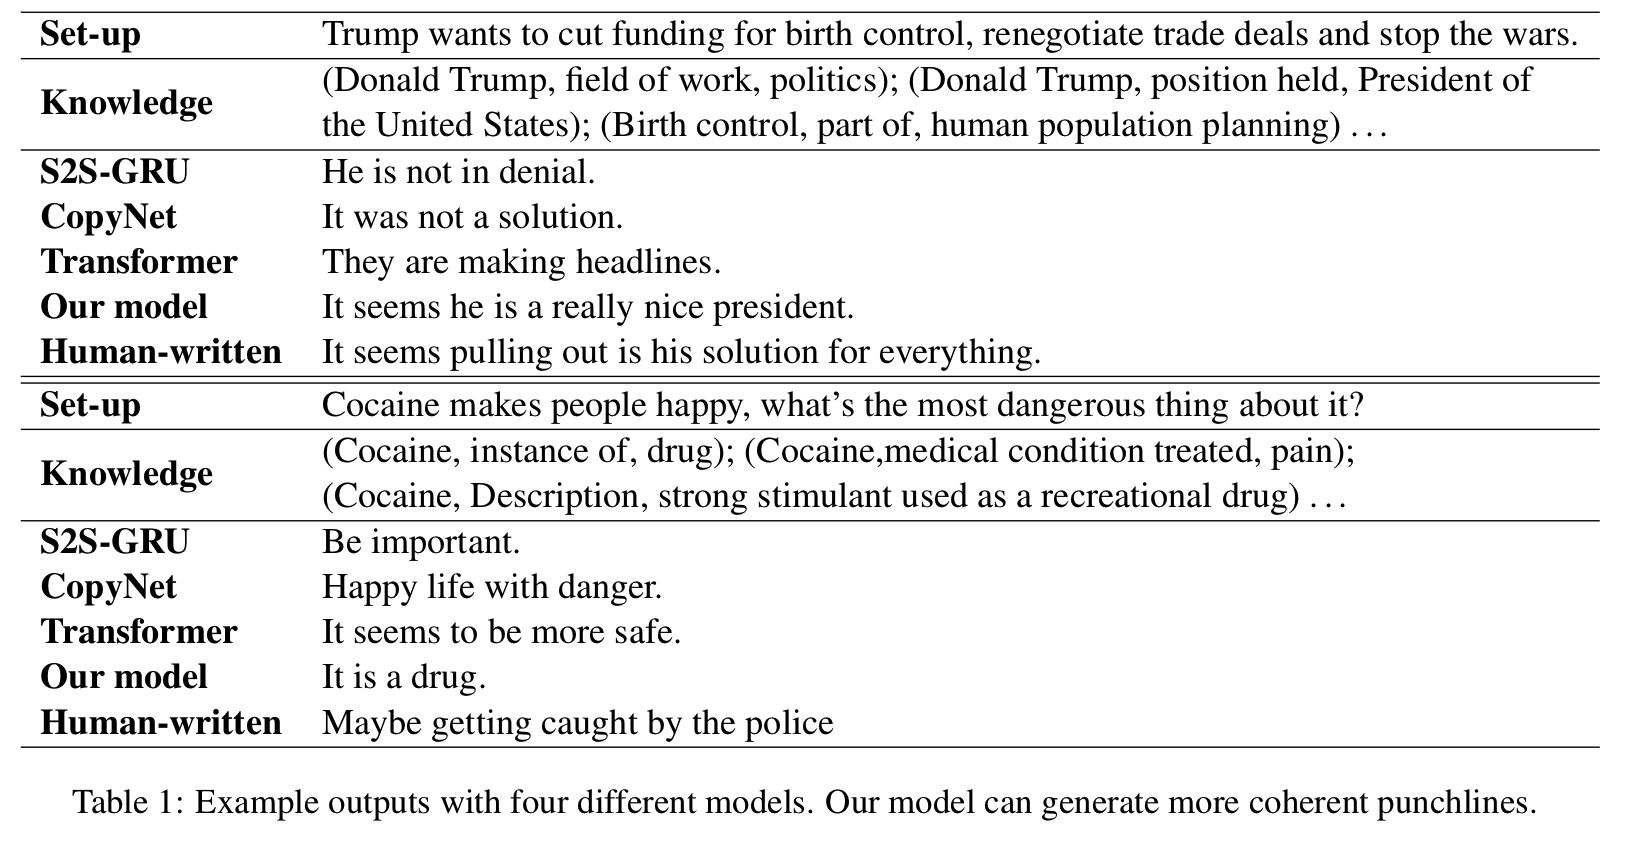 Set-up Trump wants to cut funding for birth control, renegotiate trade deals and stop the wars.
Knowledge (Donald Trump, field of work, politics); (Donald Trump, position held, President of
the United States); (Birth control, part of, human population planning) . . .
S2S-GRU He is not in denial.
CopyNet It was not a solution.
Transformer They are making headlines.
Our model It seems he is a really nice president.
Human-written It seems pulling out is his solution for everything.
Set-up Cocaine makes people happy, what's the most dangerous thing about it?
Knowledge (Cocaine, instance of, drug); (Cocaine,medical condition treated, pain);
(Cocaine, Description, strong stimulant used as a recreational drug) . . .
S2S-GRU Be important.
CopyNet Happy life with danger.
Transformer It seems to be more safe.
Our model It is a drug.
Human-written Maybe getting caught by the police
Table 1: Example outputs with four different models. Our model can generate more coherent punchlines.